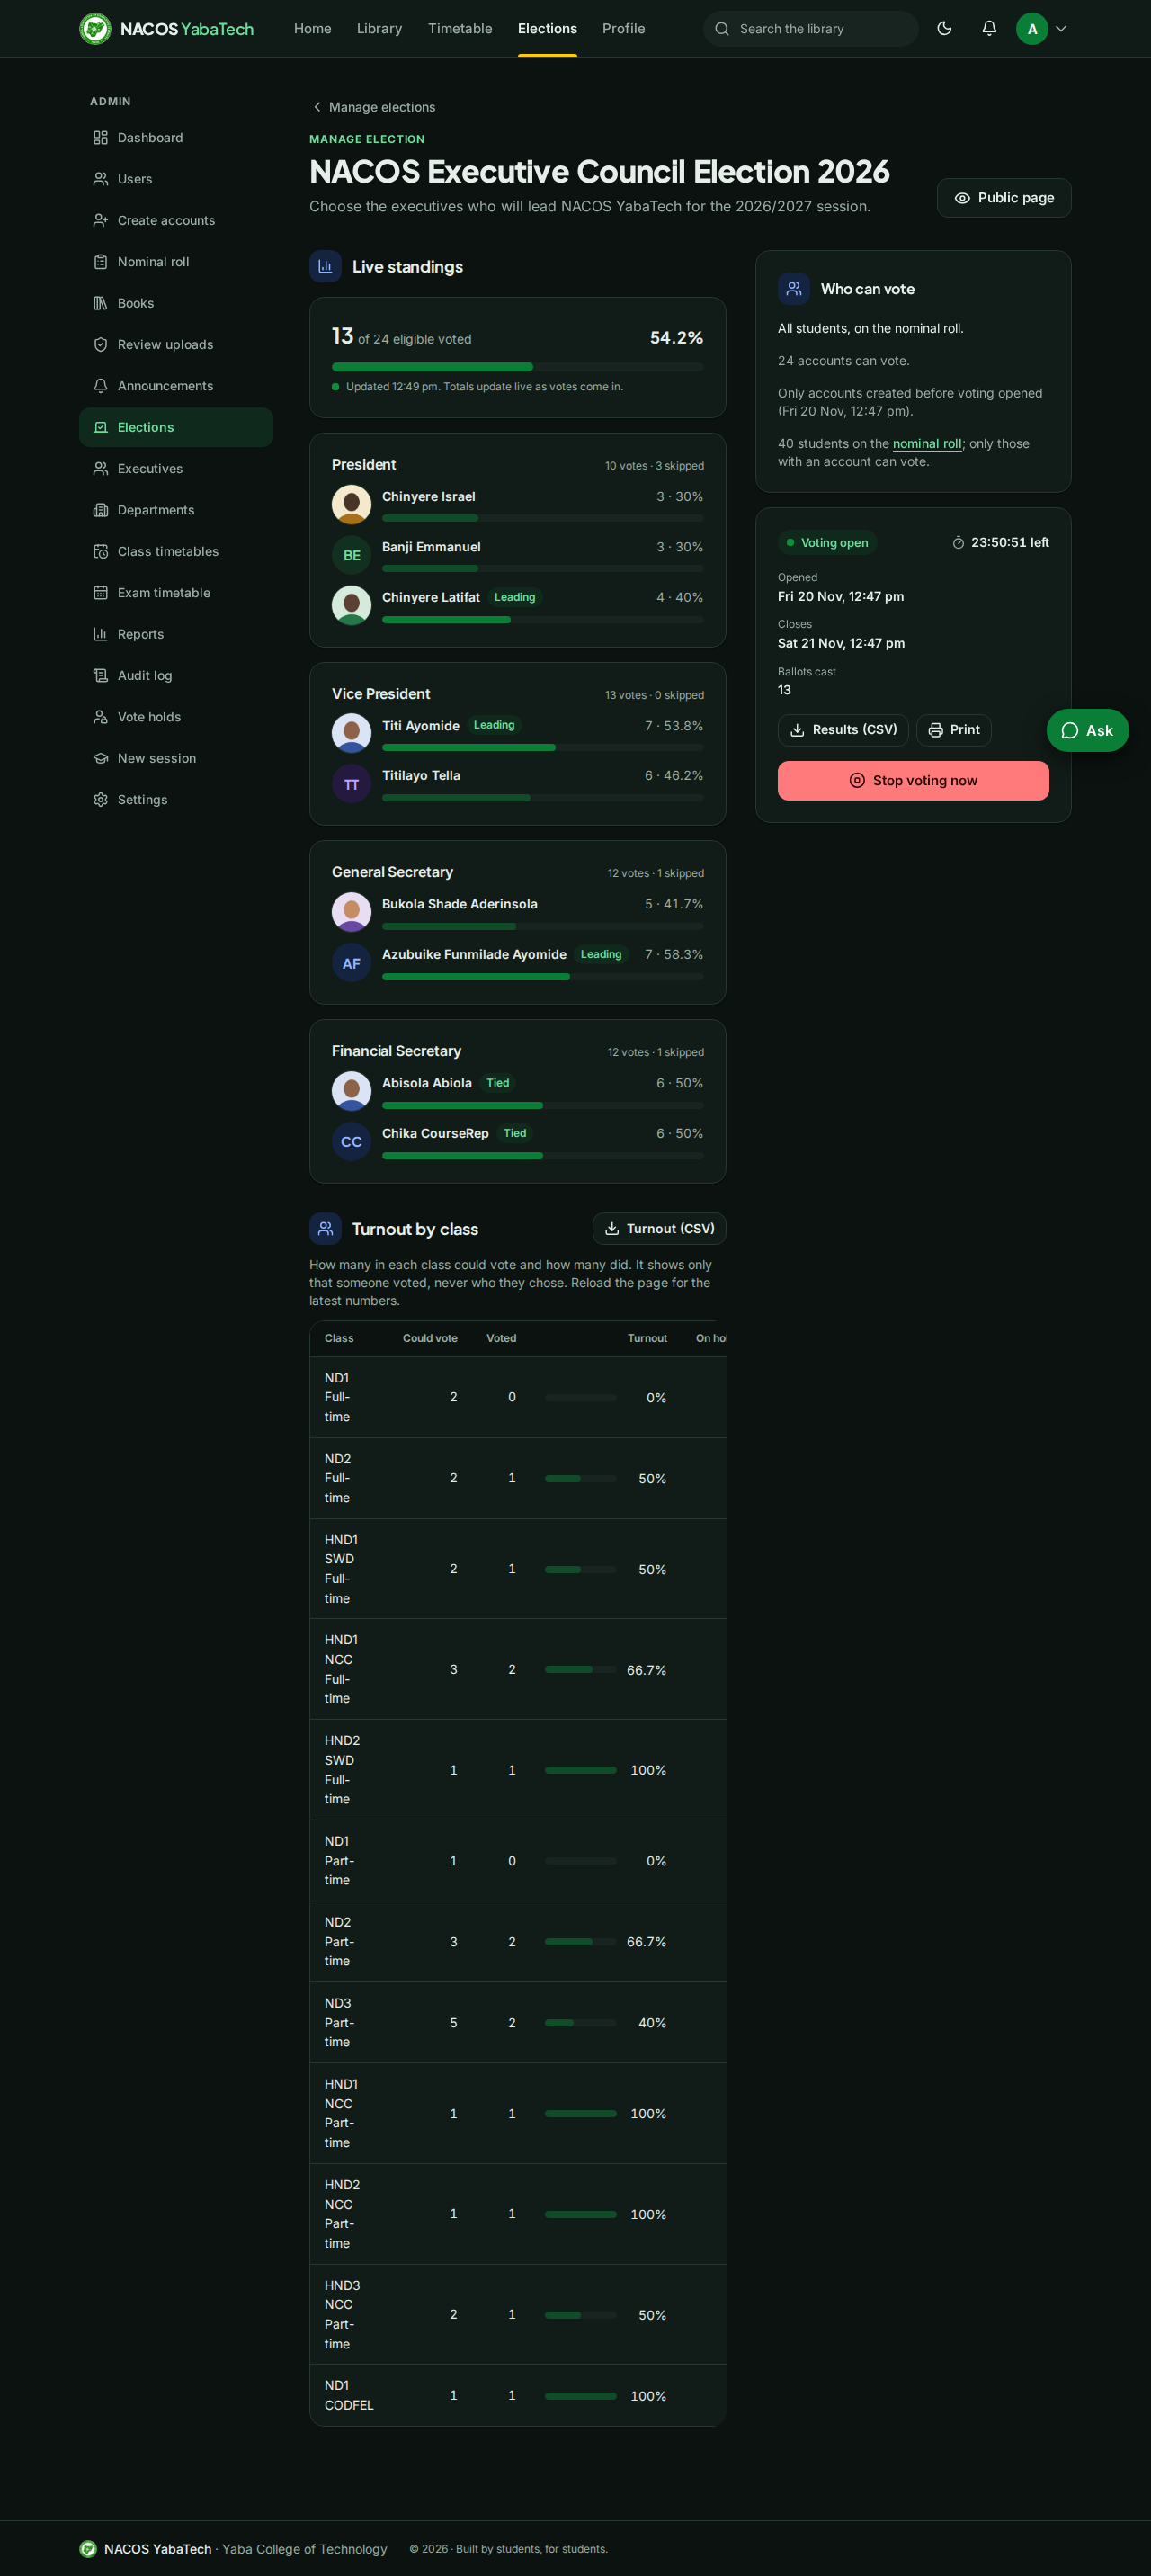 NACOS YabaTech
Home
Library
Timetable
Elections
Profile
Search the library
A
ADMIN
Dashboard
Users
Create accounts
Nominal roll
Books
Review uploads
Announcements
Elections
Executives
Departments
Class timetables
Exam timetable
Reports
Audit log
Vote holds
New session
Settings
Manage elections
MANAGE ELECTION
NACOS Executive Council Election 2026
Choose the executives who will lead NACOS YabaTech for the 2026/2027 session.
Public page
Live standings
13 of 24 eligible voted
54.2%
Updated 12:49 pm. Totals update live as votes come in.
President
10 votes · 3 skipped
Chinyere Israel
3 · 30%
BE
Banji Emmanuel
3 · 30%
Chinyere Latifat
Leading
4 · 40%
Vice President
13 votes · 0 skipped
Titi Ayomide
Leading
7 · 53.8%
TT
Titilayo Tella
6 · 46.2%
General Secretary
12 votes · 1 skipped
Bukola Shade Aderinsola
5 · 41.7%
AF
Azubuike Funmilade Ayomide
Leading
7 · 58.3%
Financial Secretary
12 votes · 1 skipped
Abisola Abiola
Tied
6 · 50%
CC
Chika CourseRep
Tied
6 · 50%
Who can vote
All students, on the nominal roll.
24 accounts can vote.
Only accounts created before voting opened
(Fri 20 Nov, 12:47 pm).
40 students on the nominal roll; only those
with an account can vote.
Voting open
23:50:51 left
Opened
Fri 20 Nov, 12:47 pm
Closes
Sat 21 Nov, 12:47 pm
Ballots cast
13
Results (CSV)
Print
Stop voting now
Ask
Turnout by class
Turnout (CSV)
How many in each class could vote and how many did. It shows only
that someone voted, never who they chose. Reload the page for the
latest numbers.
Class Could vote Voted Turnout On ho
ND1
Full-
time
2 0 0%
ND2
Full-
time
2 1 50%
HND1
SWD
Full-
time
2 1 50%
HND1
NCC
Full-
time
3 2 66.7%
HND2
SWD
Full-
time
1 1 100%
ND1
Part-
time
1 0 0%
ND2
Part-
time
3 2 66.7%
ND3
Part-
time
5 2 40%
HND1
NCC
Part-
time
1 1 100%
HND2
NCC
Part-
time
1 1 100%
HND3
NCC
Part-
time
2 1 50%
ND1
CODFEL
1 1 100%
NACOS YabaTech · Yaba College of Technology
© 2026 · Built by students, for students.